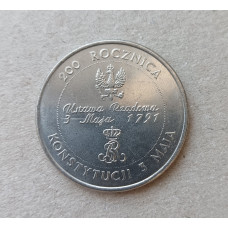 200 ROCZNICA
Ustawa Rządowa
3-Maja 1791
KONSTYTUCJI 3 MAJA